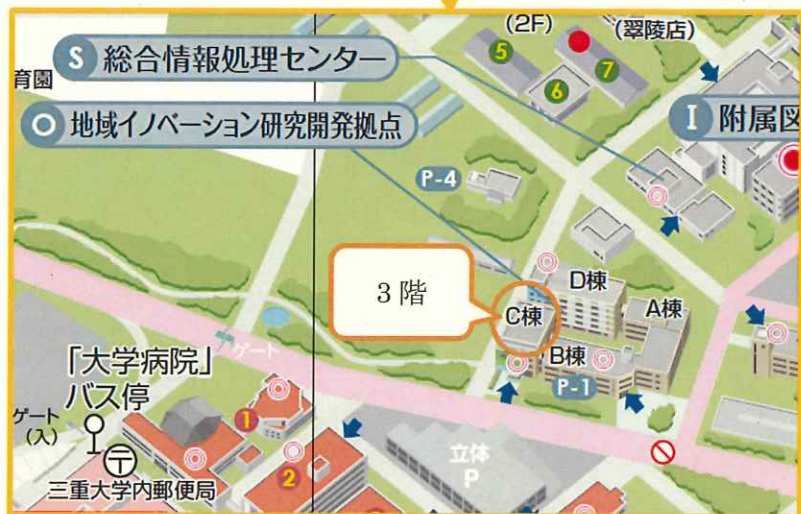 (2F)
(翠陵店)
S 総合情報処理センター
5
7
6
育園
O 地域イノベーション研究開発拠点
I 附属図
P-4
3階
D棟
C棟
A棟
B棟
P-1
ゲート
「大学病院」
バス停
ゲート
(入)
1
2
立体
P
〒
三重大学内郵便局